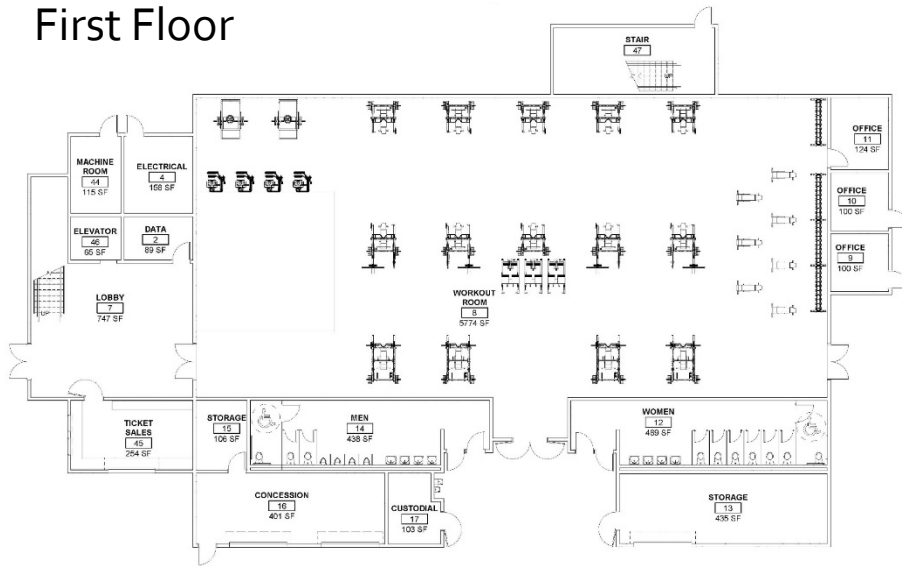 First Floor
STAIR
47
MACHINE
ROOM
44
115 SF
ELECTRICAL
4
158 SF
OFFICE
11
124 SF
OFFICE
10
100 SF
ELEVATOR
46
65 SF
DATA
2
89 SF
OFFICE
9
100 SF
UP
UP
LOBBY
7
747 SF
WORKOUT
ROOM
8
5774 SF
TICKET
SALES
45
254 SF
STORAGE
15
106 SF
MEN
14
438 SF
WOMEN
12
489 SF
CONCESSION
16
401 SF
CUSTODIAL
17
103 SF
STORAGE
13
435 SF